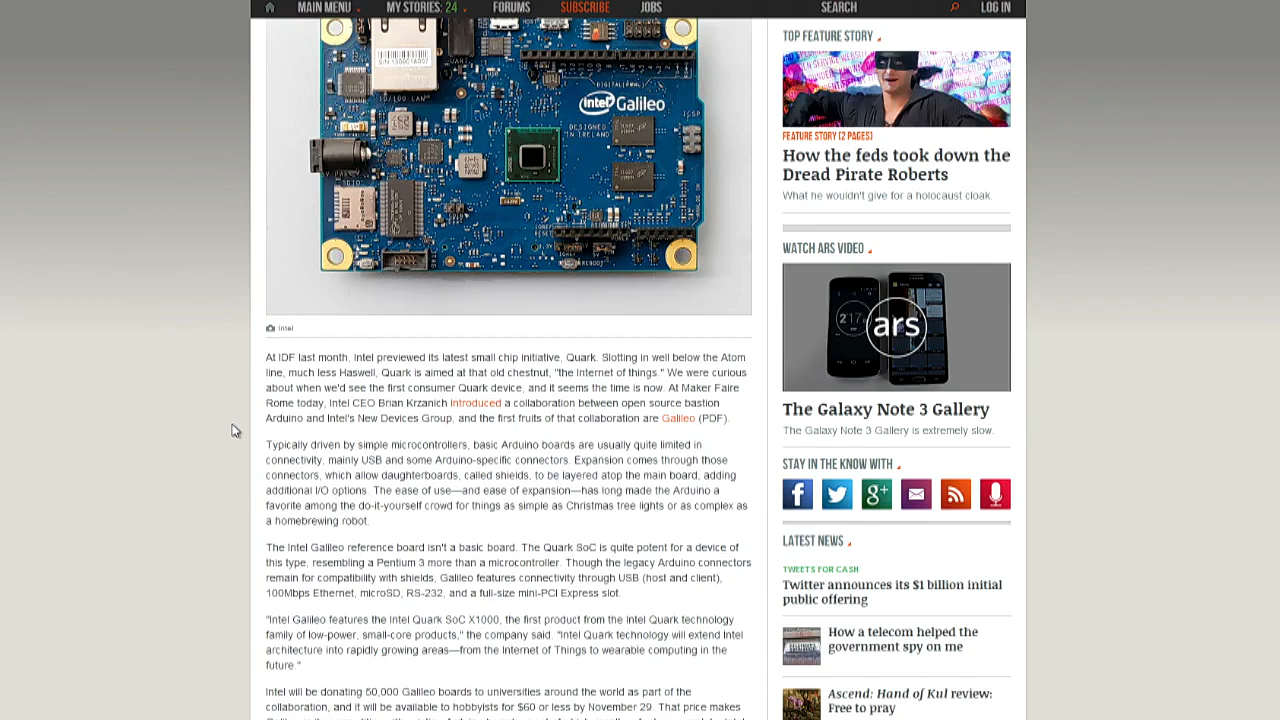 MAIN MENU
MY STORIES: 24
FORUMS
SUBSCRIBE
JOBS
SEARCH
LOG IN
intel Galileo
DESIGNED
IN IRELAND
10/100 LAN
Intel
At IDF last month, Intel previewed its latest small chip initiative, Quark. Slotting in well below the Atom
line, much less Haswell, Quark is aimed at that old chestnut, "the Internet of things." We were curious
about when we'd see the first consumer Quark device, and it seems the time is now. At Maker Faire
Rome today, Intel CEO Brian Krzanich introduced a collaboration between open source bastion
Arduino and Intel's New Devices Group, and the first fruits of that collaboration are Galileo (PDF).
Typically driven by simple microcontrollers, basic Arduino boards are usually quite limited in
connectivity, mainly USB and some Arduino-specific connectors. Expansion comes through those
connectors, which allow daughterboards, called shields, to be layered atop the main board, adding
additional I/O options. The ease of use—and ease of expansion—has long made the Arduino a
favorite among the do-it-yourself crowd for things as simple as Christmas tree lights or as complex as
a homebrewing robot.
The Intel Galileo reference board isn't a basic board. The Quark SoC is quite potent for a device of
this type, resembling a Pentium 3 more than a microcontroller. Though the legacy Arduino connectors
remain for compatibility with shields, Galileo features connectivity through USB (host and client),
100Mbps Ethernet, microSD, RS-232, and a full-size mini-PCI Express slot.
"Intel Galileo features the Intel Quark SoC X1000, the first product from the Intel Quark technology
family of low-power, small-core products," the company said. "Intel Quark technology will extend Intel
architecture into rapidly growing areas—from the Internet of Things to wearable computing in the
future."
Intel will be donating 50,000 Galileo boards to universities around the world as part of the
collaboration, and it will be available to hobbyists for $60 or less by November 29. That price makes
TOP FEATURE STORY
FEATURE STORY (2 PAGES)
How the feds took down the
Dread Pirate Roberts
What he wouldn't give for a holocaust cloak.
WATCH ARS VIDEO
ars
The Galaxy Note 3 Gallery
The Galaxy Note 3 Gallery is extremely slow.
STAY IN THE KNOW WITH
LATEST NEWS
TWEETS FOR CASH
Twitter announces its $1 billion initial
public offering
How a telecom helped the
government spy on me
Ascend: Hand of Kul review:
Free to pray